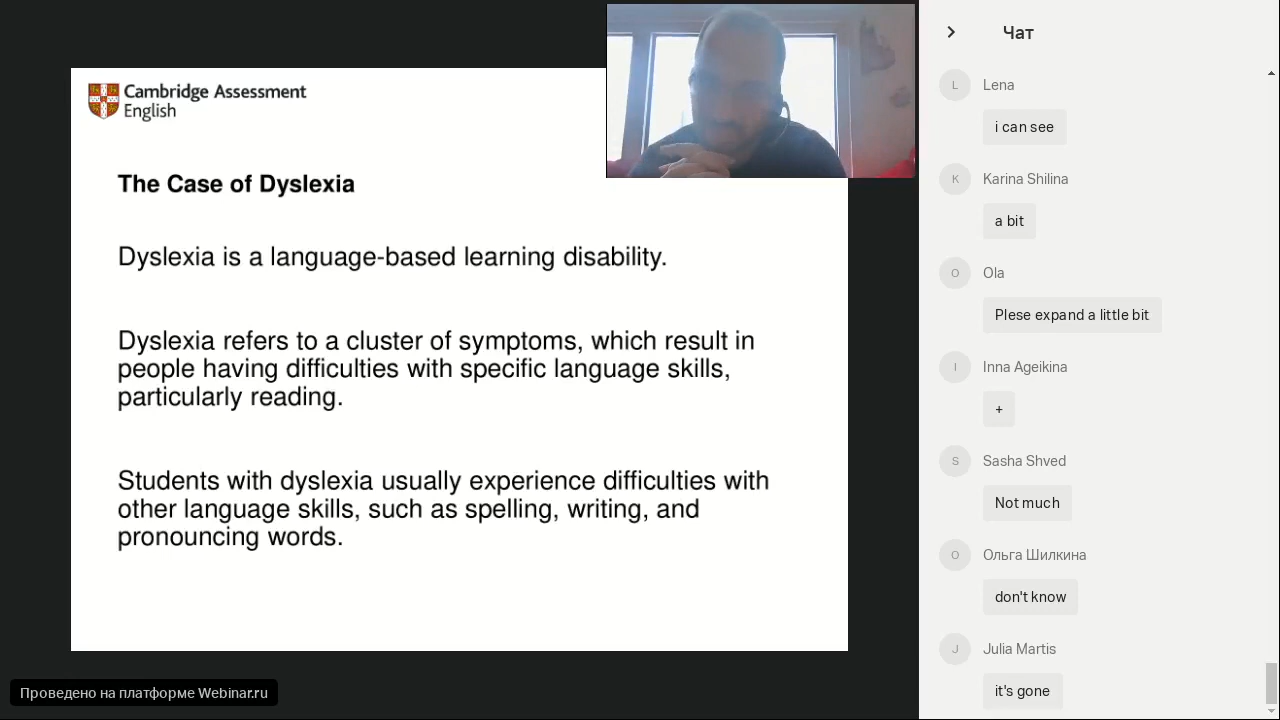 Cambridge Assessment
English
The Case of Dyslexia
Dyslexia is a language-based learning disability.
Dyslexia refers to a cluster of symptoms, which result in
people having difficulties with specific language skills,
particularly reading.
Students with dyslexia usually experience difficulties with
other language skills, such as spelling, writing, and
pronouncing words.
Проведено на платформе Webinar.ru
Чат
L
Lena
i can see
K
Karina Shilina
a bit
O
Ola
Plese expand a little bit
I
Inna Ageikina
+
S
Sasha Shved
Not much
О
Ольга Шилкина
don't know
J
Julia Martis
it's gone